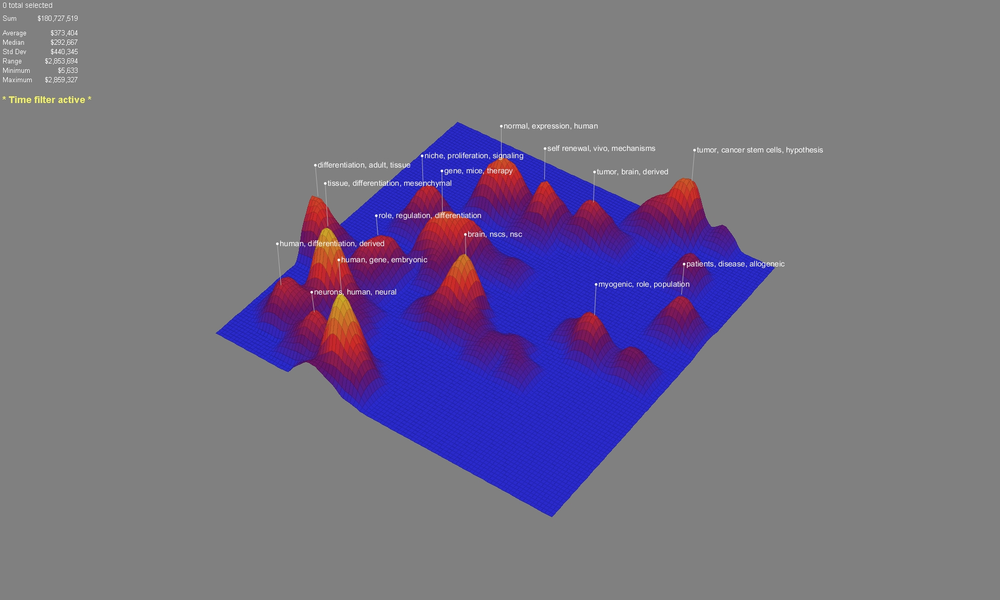 0 total selected
Sum $180,727,519
Average $373,404
Median $292,667
Std Dev $440,345
Range $2,853,694
Minimum $5,633
Maximum $2,859,327
* Time filter active *
normal, expression, human
self renewal, vivo, mechanisms
tumor, cancer stem cells, hypothesis
niche, proliferation, signaling
differentiation, adult, tissue
gene, mice, therapy
tumor, brain, derived
tissue, differentiation, mesenchymal
role, regulation, differentiation
brain, nscs, nsc
human, differentiation, derived
human, gene, embryonic
patients, disease, allogeneic
myogenic, role, population
neurons, human, neural